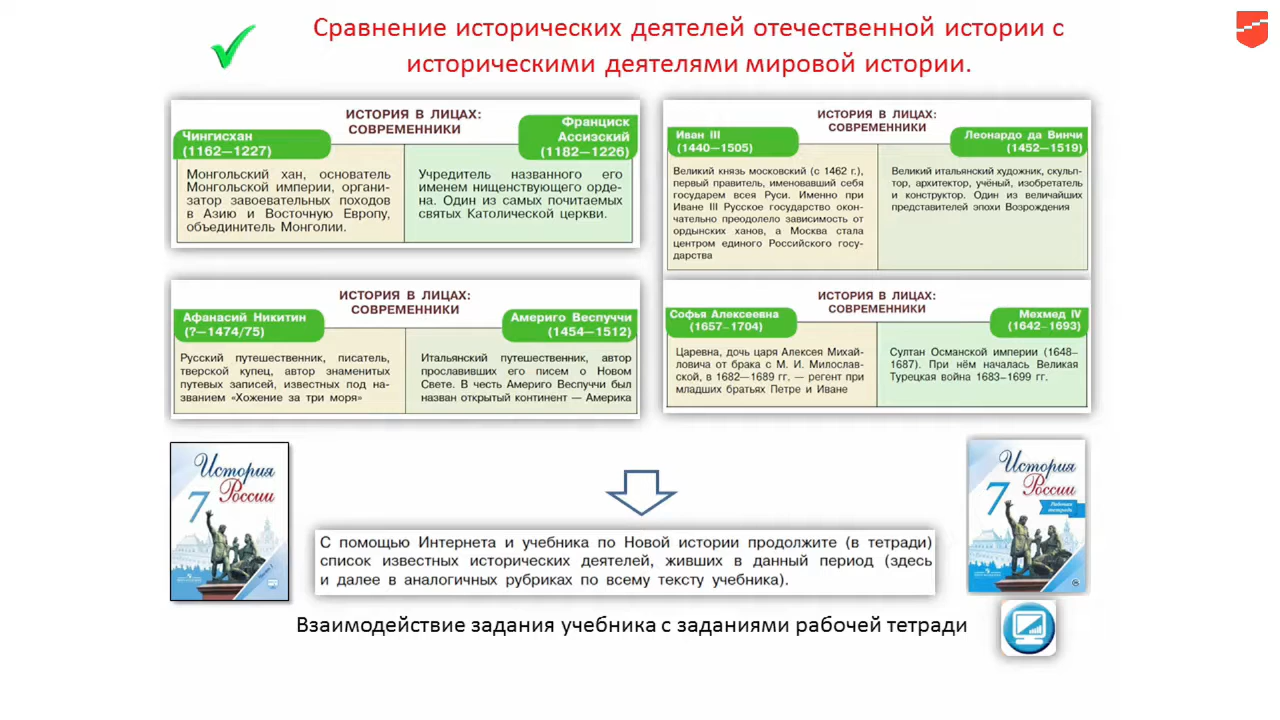 Сравнение исторических деятелей отечественной истории с
историческими деятелями мировой истории.
ИСТОРИЯ В ЛИЦАХ:
СОВРЕМЕННИКИ
Чингисхан
(1162—1227)
Франциск
Ассизский
(1182—1226)
Монгольский хан, основатель
Монгольской империи, органи-
затор завоевательных походов
в Азию и Восточную Европу,
объединитель Монголии.
Учредитель названного его
именем нищенствующего орде-
на. Один из самых почитаемых
святых Католической церкви.
ИСТОРИЯ В ЛИЦАХ:
СОВРЕМЕННИКИ
Иван III
(1440—1505)
Леонардо да Винчи
(1452—1519)
Великий князь московский (с 1462 г.),
первый правитель, именовавший себя
государем всея Руси. Именно при
Иване III Русское государство окон-
чательно преодолело зависимость от
ордынских ханов, а Москва стала
центром единого Российского госу-
дарства
Великий итальянский художник, скульп-
тор, архитектор, учёный, изобретатель
и конструктор. Один из величайших
представителей эпохи Возрождения
ИСТОРИЯ В ЛИЦАХ:
СОВРЕМЕННИКИ
Афанасий Никитин
(?—1474/75)
Америго Веспуччи
(1454—1512)
Русский путешественник, писатель,
тверской купец, автор знаменитых
путевых записей, известных под на-
званием «Хожение за три моря»
Итальянский путешественник, автор
прославивших его писем о Новом
Свете. В честь Америго Веспуччи был
назван открытый континент — Америка
ИСТОРИЯ В ЛИЦАХ:
СОВРЕМЕННИКИ
Софья Алексеевна
(1657—1704)
Мехмед IV
(1642—1693)
Царевна, дочь царя Алексея Михай-
ловича от брака с М. И. Милослав-
ской, в 1682—1689 гг. — регент при
младших братьях Петре и Иване
Султан Османской империи (1648–
1687). При нём началась Великая
Турецкая война 1683–1699 гг.
История
России
7
История
России
7
Рабочая
тетрадь
С помощью Интернета и учебника по Новой истории продолжите (в тетради)
список известных исторических деятелей, живших в данный период (здесь
и далее в аналогичных рубриках по всему тексту учебника).
Взаимодействие задания учебника с заданиями рабочей тетради